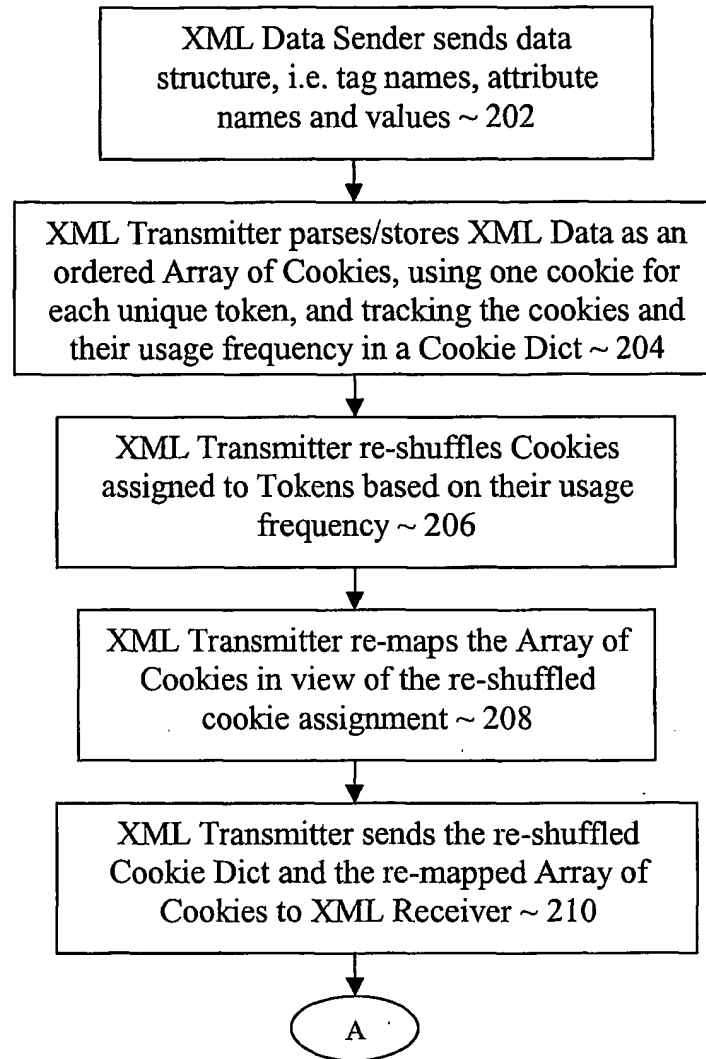 XML Data Sender sends data
structure, i.e. tag names, attribute
names and values ~ 202
XML Transmitter parses/stores XML Data as an
ordered Array of Cookies, using one cookie for
each unique token, and tracking the cookies and
their usage frequency in a Cookie Dict ~ 204
XML Transmitter re-shuffles Cookies
assigned to Tokens based on their usage
frequency ~ 206
XML Transmitter re-maps the Array of
Cookies in view of the re-shuffled
cookie assignment ~ 208
XML Transmitter sends the re-shuffled
Cookie Dict and the re-mapped Array of
Cookies to XML Receiver ~ 210
A